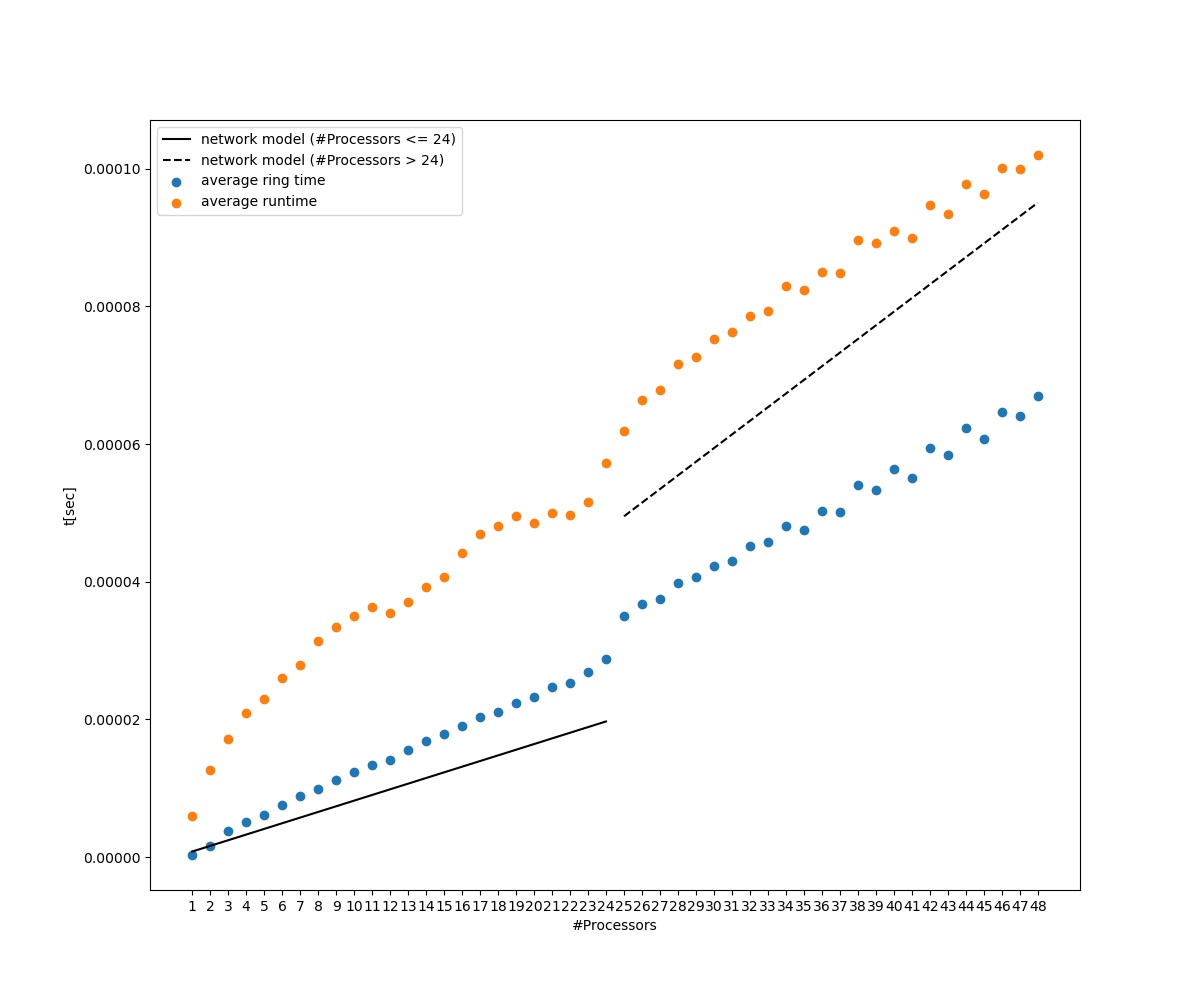 network model (#Processors <= 24)
network model (#Processors > 24)
average ring time
average runtime
0.00010
0.00008
0.00006
0.00004
0.00002
0.00000
t[sec]
1 2 3 4 5 6 7 8 9 10 11 12 13 14 15 16 17 18 19 20 21 22 23 24 25 26 27 28 29 30 31 32 33 34 35 36 37 38 39 40 41 42 43 44 45 46 47 48
#Processors